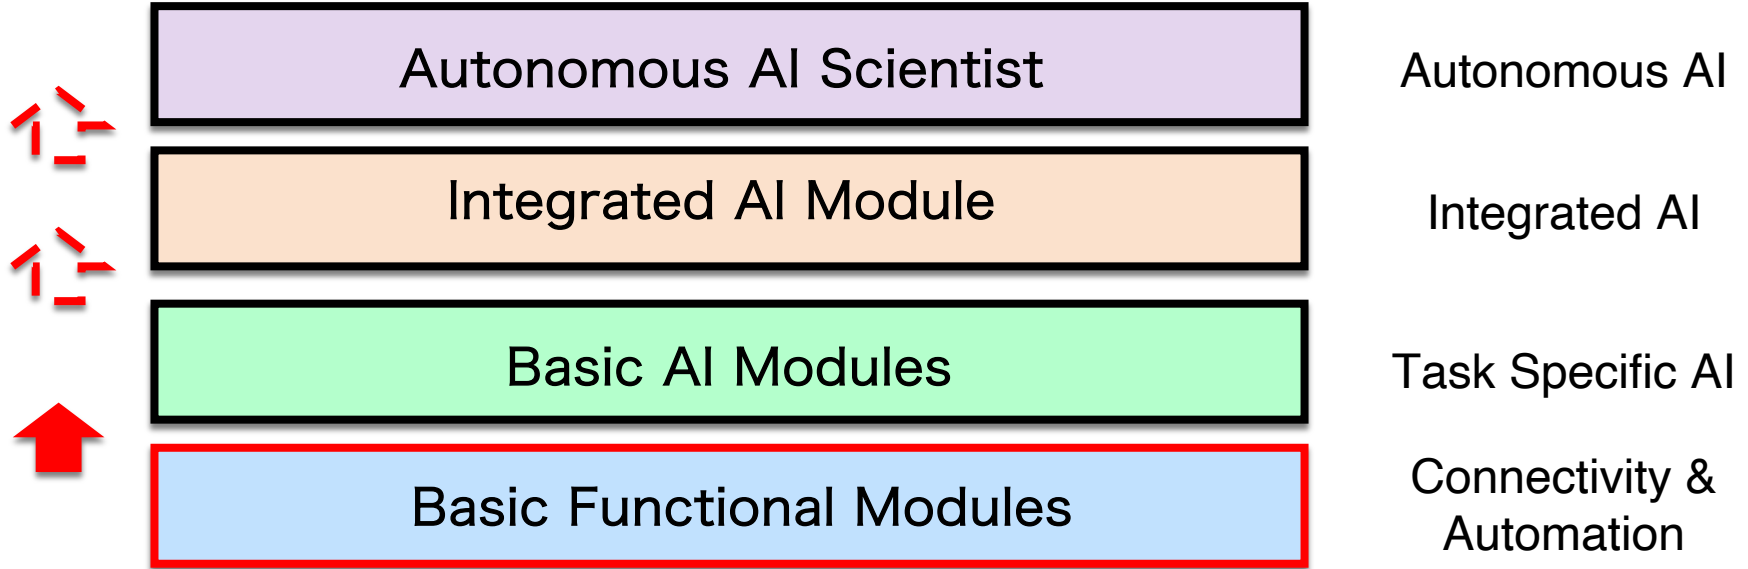 Autonomous AI Scientist
Autonomous AI
Integrated AI Module
Integrated AI
Basic AI Modules
Task Specific AI
Basic Functional Modules
Connectivity &
Automation